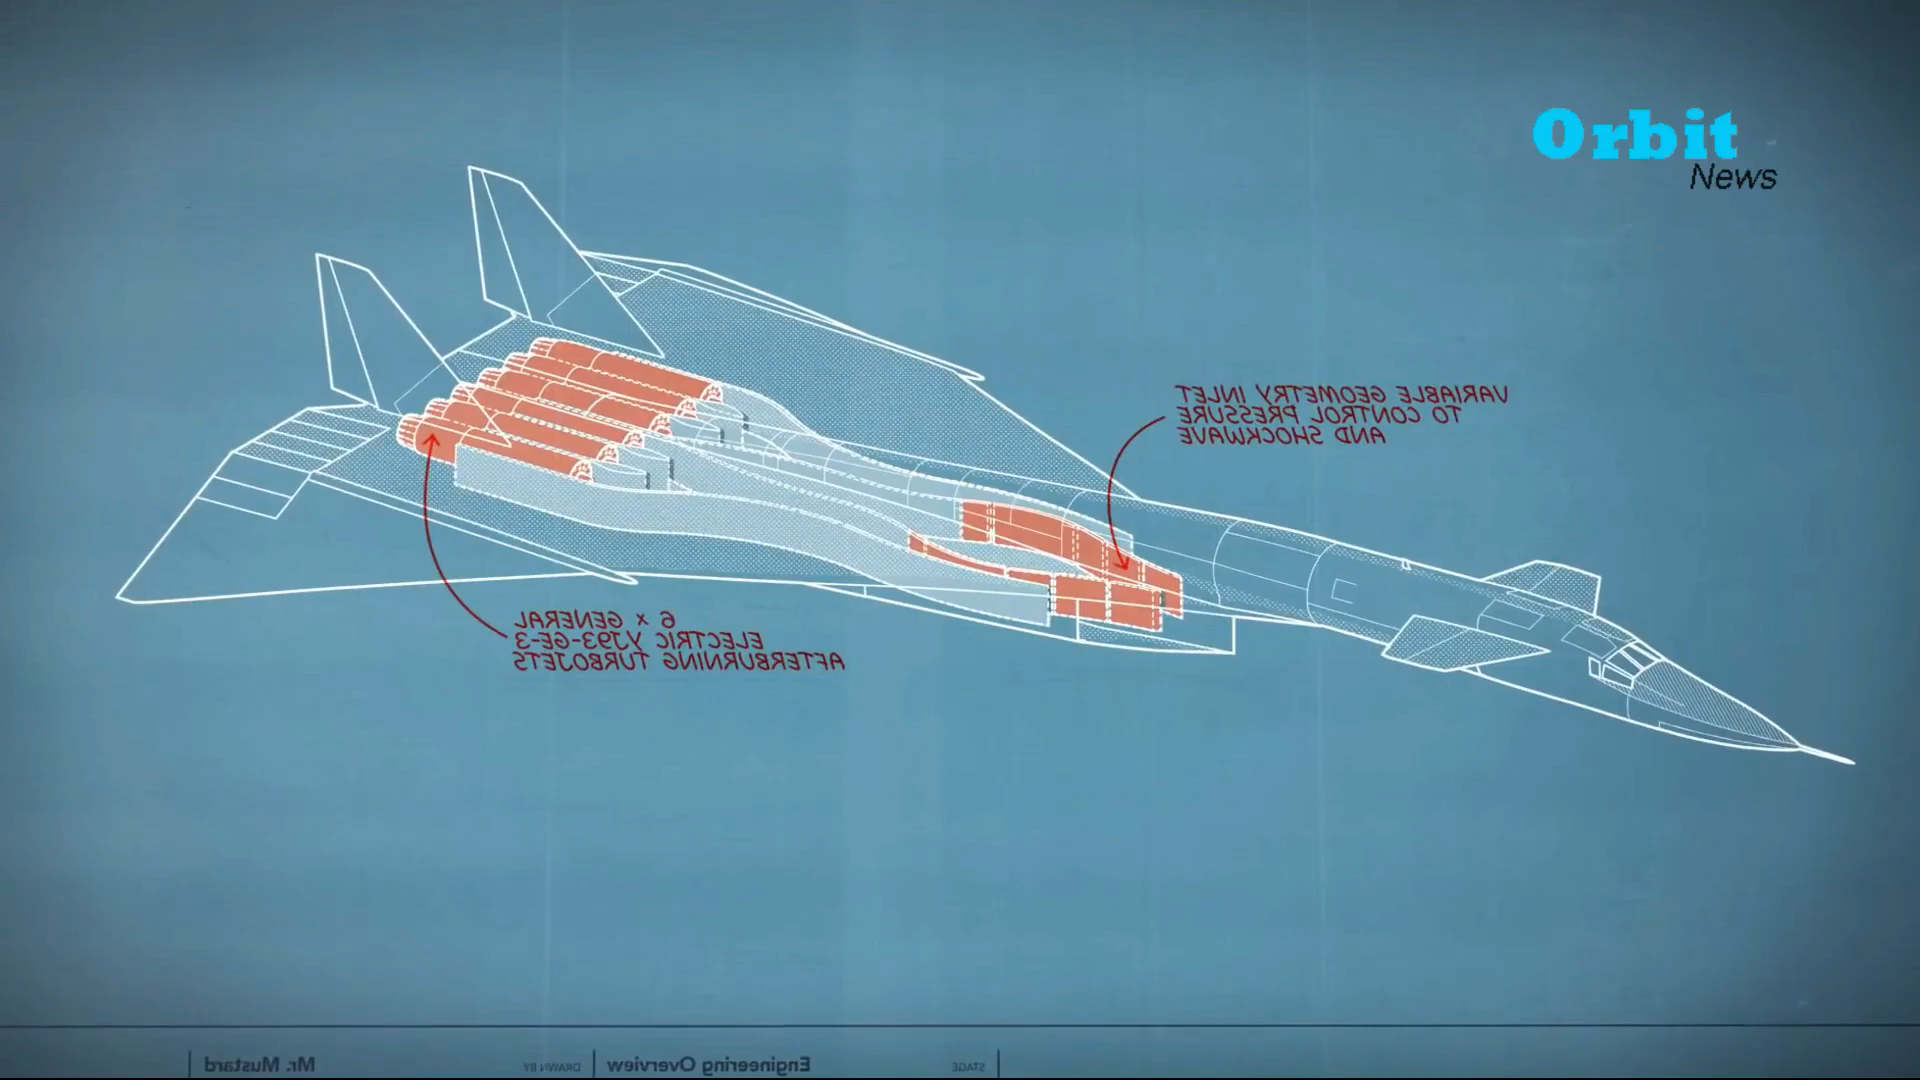 Orbit
News
VARIABLE GEOMETRY INLET
TO CONTROL PRESSURE
AND SHOCKWAVE
6 x GENERAL
ELECTRIC YJ93-GE-3
AFTERBURNING TURBOJETS
STAGE
Engineering Overview
DRAWN BY
Mr. Mustard